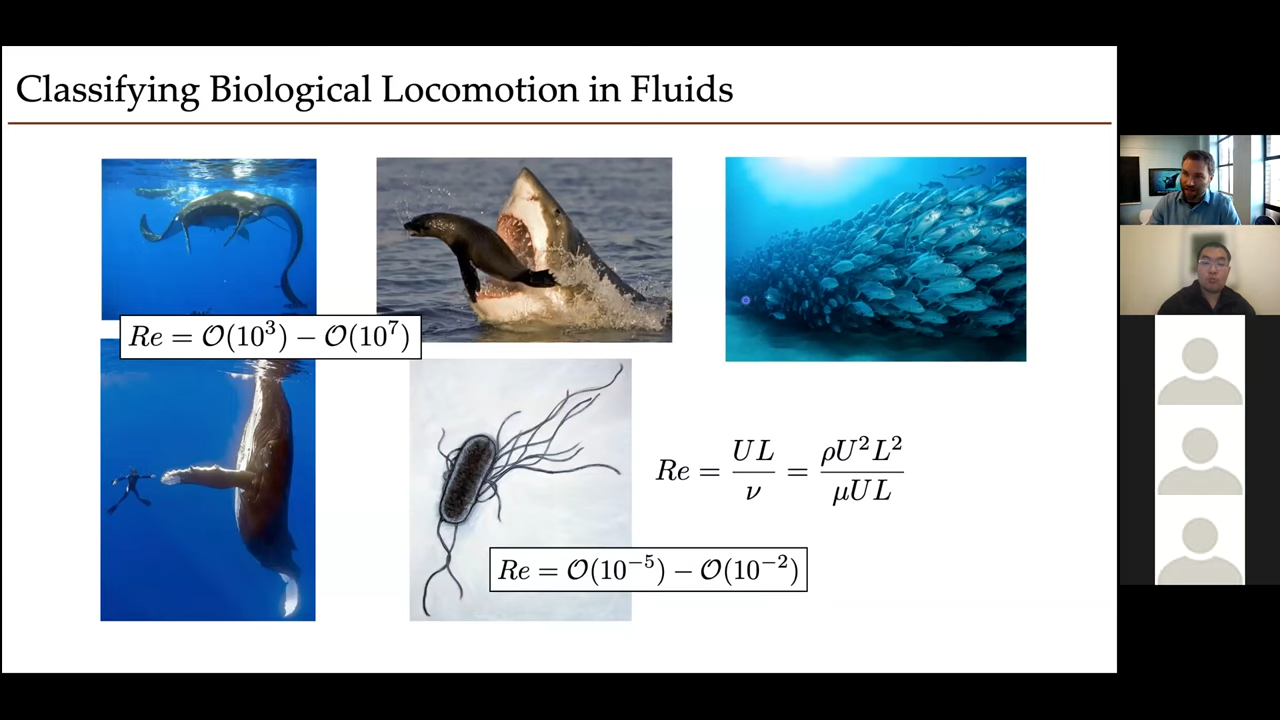 Classifying Biological Locomotion in Fluids
Re = 𝒪(10³) − 𝒪(10⁷)
Re = UL/ν = ρU²L²/μUL
Re = 𝒪(10⁻⁵) − 𝒪(10⁻²)